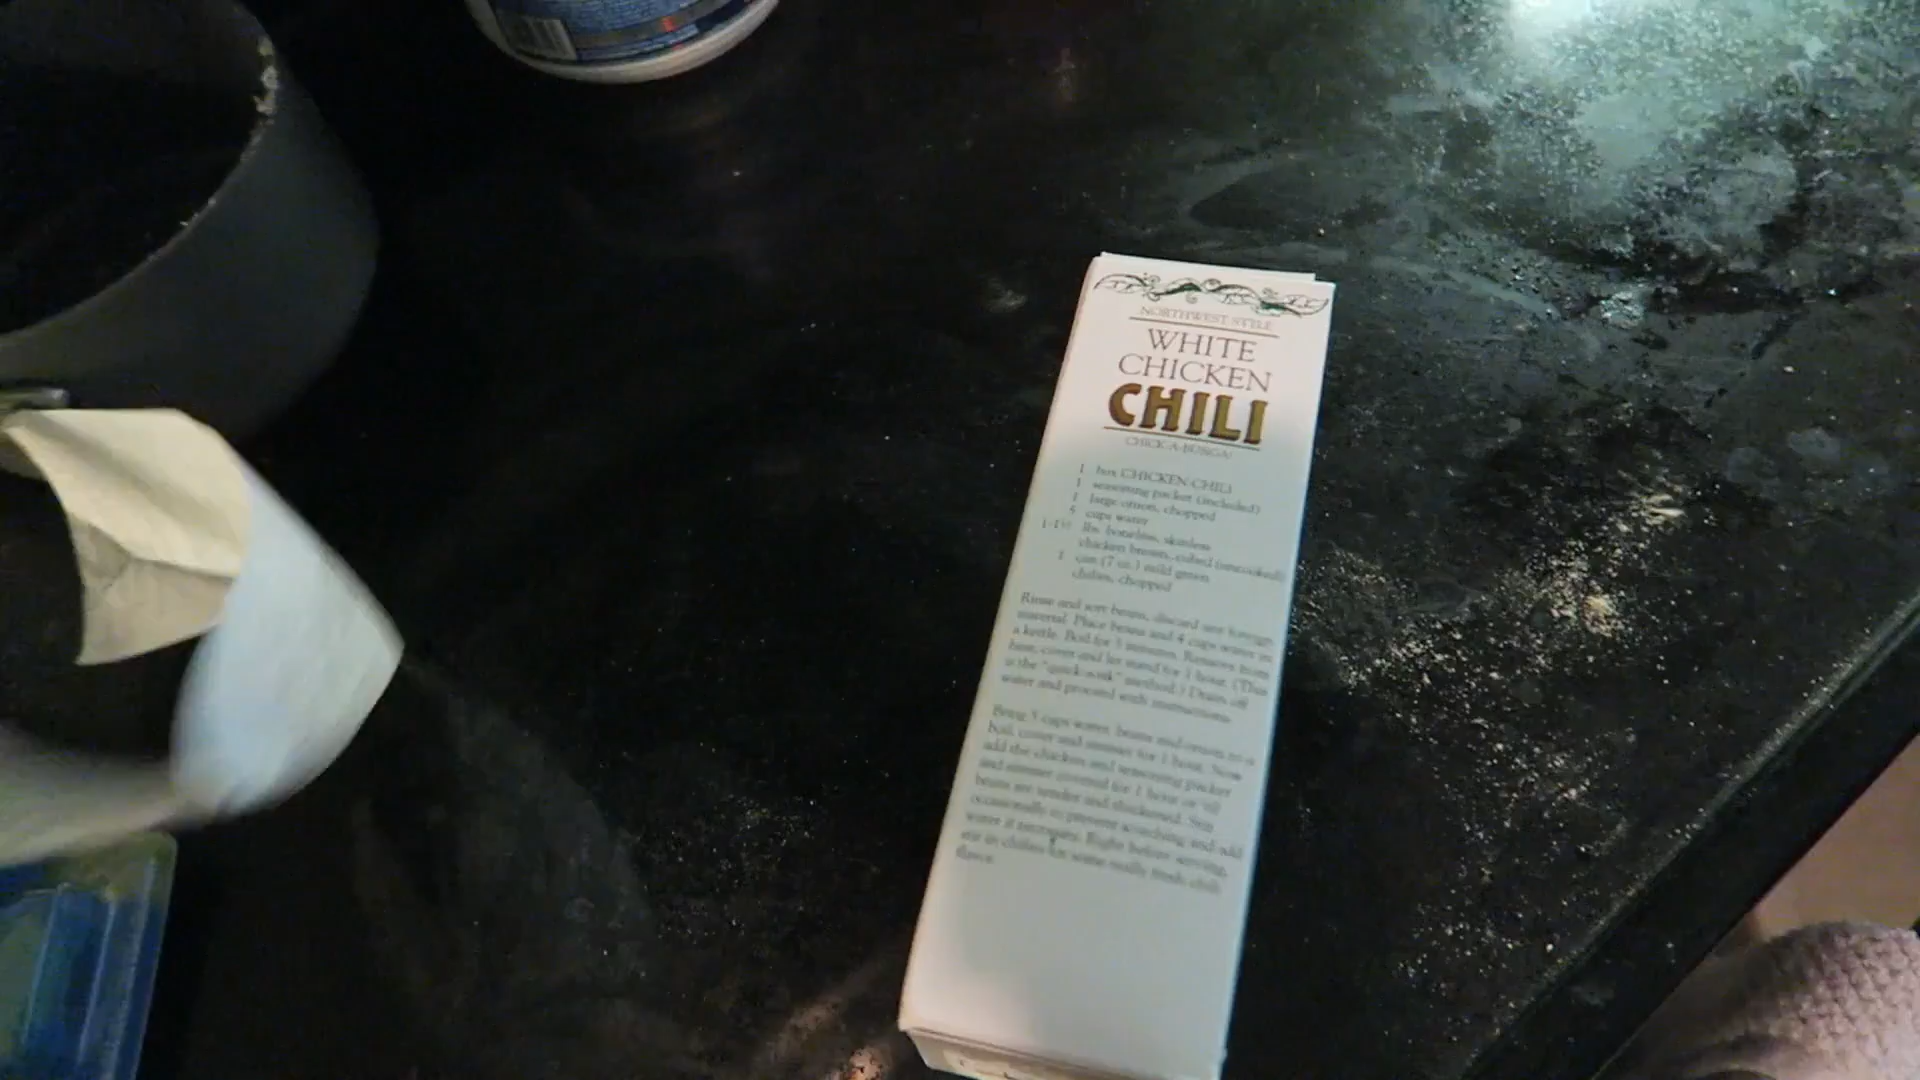 NORTHWEST STYLE
WHITE
CHICKEN
CHILI
CHICK-A-BUNGA!
1 box CHICKEN CHILI
1 seasoning packet (included)
1 large onion, chopped
5 cups water
1-1½ lbs. boneless, skinless
chicken breast, cubed (uncooked)
1 can (7 oz.) mild green
chilies, chopped
Rinse and sort beans, discard any foreign
material. Place beans and 4 cups water in
a kettle. Boil for 3 minutes. Remove from
heat, cover and let stand for 1 hour. (This
is the "quick-soak" method.) Drain off
water and proceed with instructions.
Bring 5 cups water, beans and onion to a
boil, cover and simmer for 1 hour. Now
add the chicken and seasoning packet
and simmer covered for 1 hour or 'til
beans are tender and thickened. Stir
occasionally to prevent scorching and add
water if necessary. Right before serving,
stir in chilies for some really fresh chili
flavor.